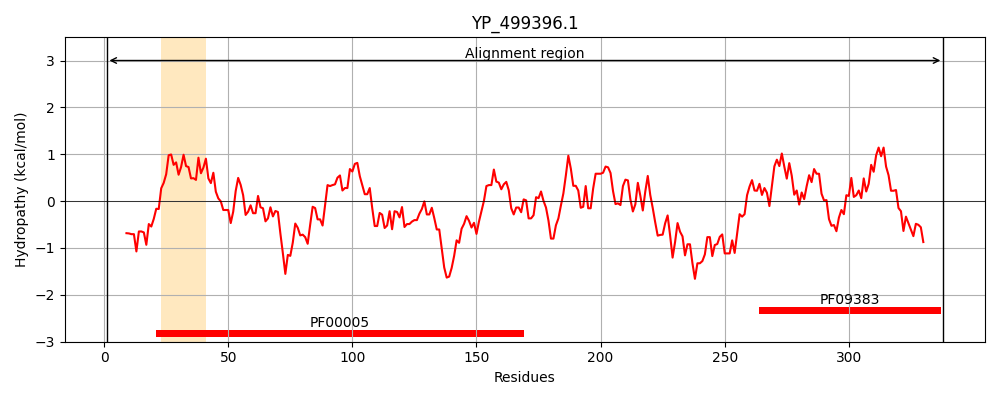 YP_499396.1
Alignment region
3
2
1
0
−1
−2
−3
Hydropathy (kcal/mol)
PF09383
PF00005
0 50 100 150 200 250 300
Residues